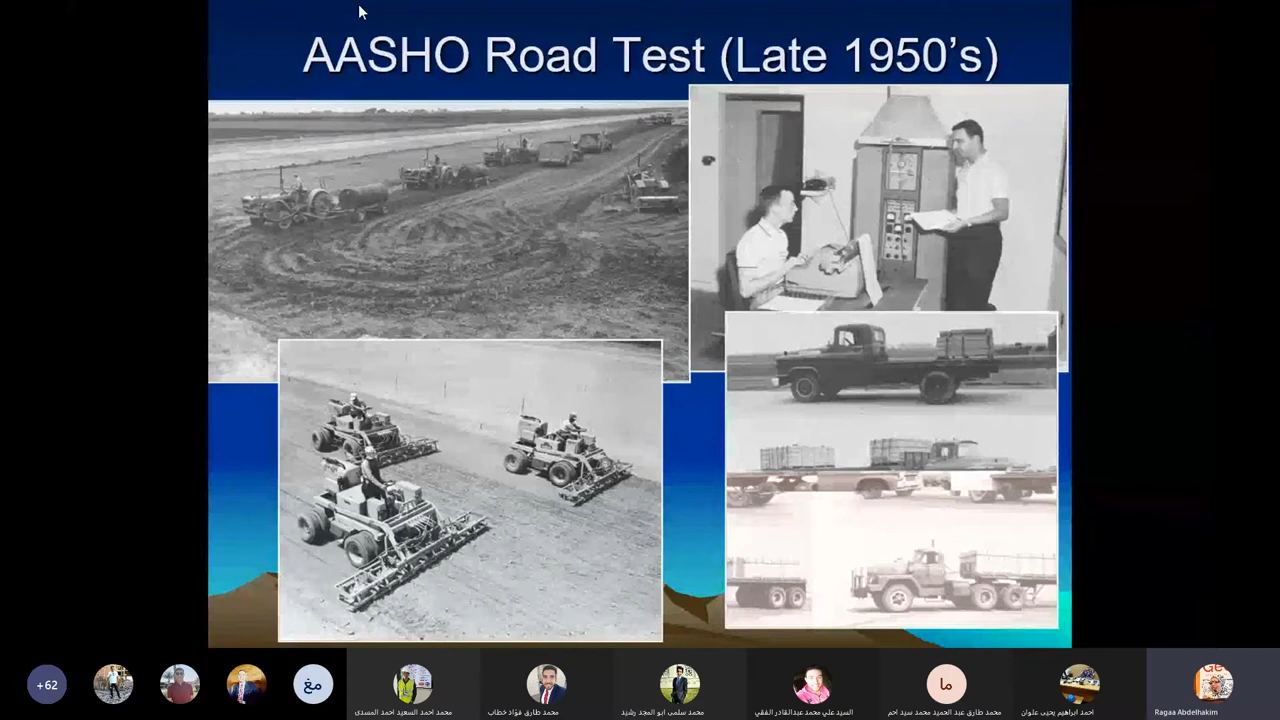 AASHO Road Test (Late 1950’s)
+62
مغ
محمد احمد السعيد احمد المسدى
محمد طارق فؤاد خطاب
محمد سلمى ابو المجد رشيد
السيد علي محمد عبدالقادر الفقي
ما
محمد طارق عبد الحميد محمد سيد احم
احمد ابراهيم يحيى علوان
Ragaa Abdelhakim